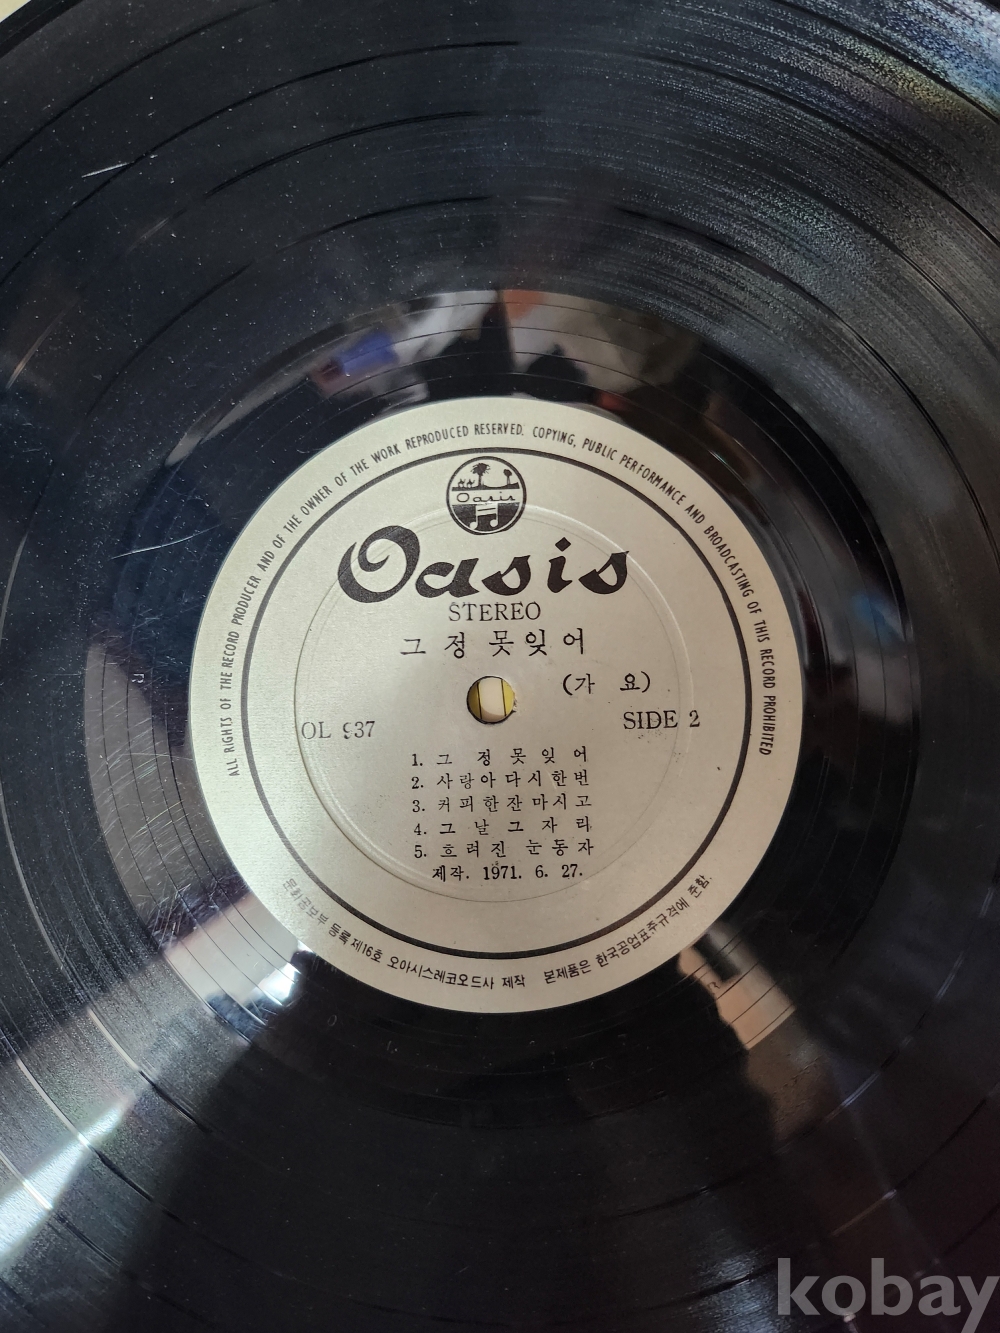 ALL RIGHTS OF THE RECORD PRODUCER AND OF THE OWNER OF THE WORK REPRODUCED RESERVED. COPYING, PUBLIC PERFORMANCE AND BROADCASTING OF THIS RECORD PROHIBITED
Oasis
Oasis
STEREO
그 정 못잊어
(가 요)
OL 937
SIDE 2
1. 그 정 못 잊 어
2. 사랑아 다시 한번
3. 커피한잔 마시고
4. 그 날 그 자 리
5. 흐려진 눈동자
제작. 1971. 6. 27.
문화공보부 등록 제16호 오아시스레코오드사 제작 본제품은 한국공업표주규격에 준함.
kobay